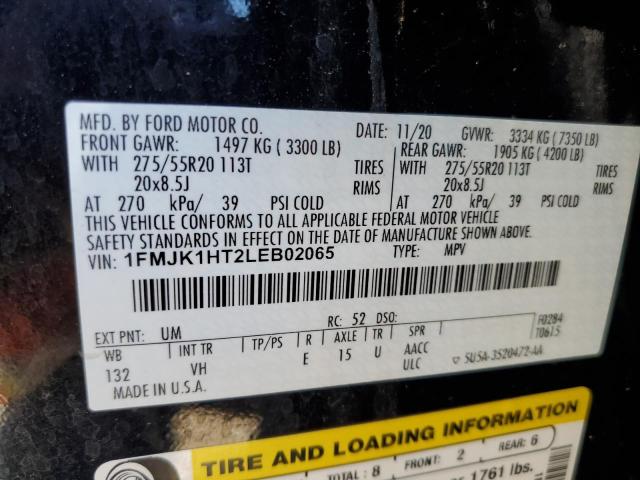 MFD. BY FORD MOTOR CO.
DATE: 11/20 GVWR: 3334 KG (7350 LB)
FRONT GAWR: 1497 KG (3300 LB) REAR GAWR: 1905 KG (4200 LB)
WITH 275/55R20 113T TIRES WITH 275/55R20 113T TIRES
20x8.5J RIMS 20x8.5J RIMS
AT 270 kPa/ 39 PSI COLD AT 270 kPa/ 39 PSI COLD
THIS VEHICLE CONFORMS TO ALL APPLICABLE FEDERAL MOTOR VEHICLE
SAFETY STANDARDS IN EFFECT ON THE DATE OF MANUFACTURE SHOWN ABOVE.
VIN: 1FMJK1HT2LEB02065 TYPE: MPV
EXT PNT: UM RC: 52 DSO: F0284
T0615
WB INT TR TP/PS R AXLE TR SPR
132 VH E 15 U AACC
ULC
SU5A-3520472-AA
MADE IN U.S.A.
TIRE AND LOADING INFORMATION
TOTAL: 8 FRONT: 2 REAR: 6
1761 lbs.